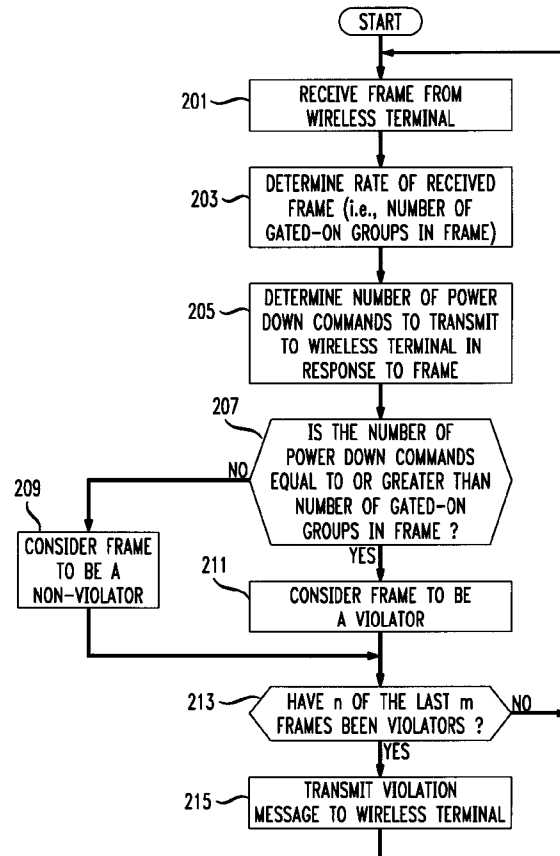 START
201
RECEIVE FRAME FROM
WIRELESS TERMINAL
203
DETERMINE RATE OF RECEIVED
FRAME (i.e., NUMBER OF
GATED-ON GROUPS IN FRAME)
205
DETERMINE NUMBER OF POWER
DOWN COMMANDS TO TRANSMIT
TO WIRELESS TERMINAL IN
RESPONSE TO FRAME
207
IS THE NUMBER OF
POWER DOWN COMMANDS
EQUAL TO OR GREATER THAN
NUMBER OF GATED-ON
GROUPS IN FRAME ?
NO
YES
209
CONSIDER FRAME
TO BE A
NON-VIOLATOR
211
CONSIDER FRAME TO BE
A VIOLATOR
213
HAVE n OF THE LAST m
FRAMES BEEN VIOLATORS ?
NO
YES
215
TRANSMIT VIOLATION
MESSAGE TO WIRELESS TERMINAL